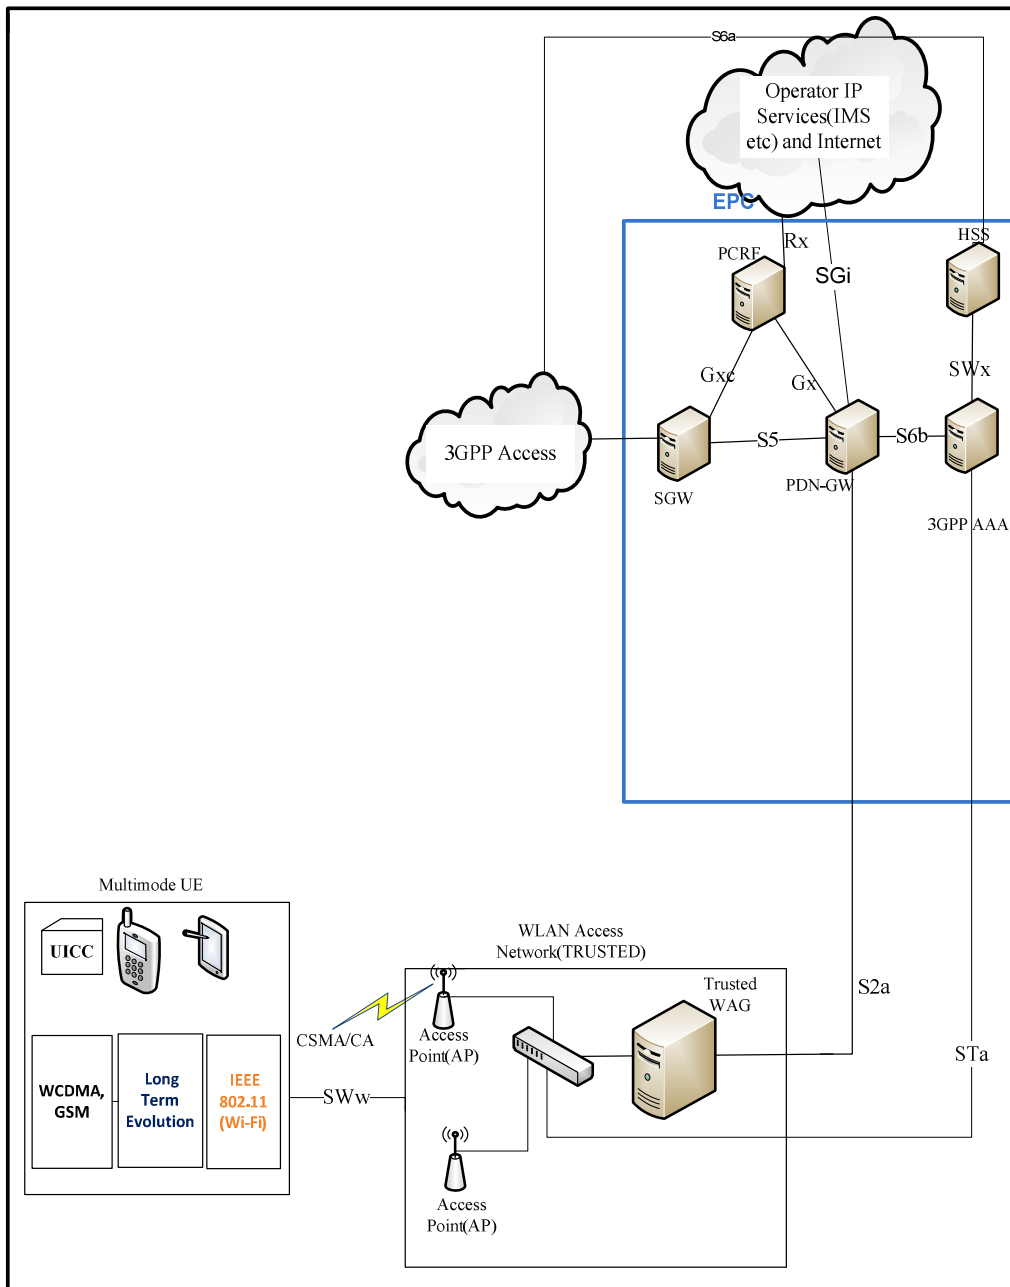 S6a
Operator IP
Services(IMS
etc) and Internet
EPC
Rx
HSS
PCRF
SGi
Gxc
Gx
SWx
3GPP Access
S5
S6b
SGW
PDN-GW
3GPP AAA
Multimode UE
UICC
WLAN Access
Network(TRUSTED)
Trusted
WAG
S2a
CSMA/CA
Access
Point(AP)
STa
WCDMA,
GSM
Long
Term
Evolution
IEEE
802.11
(Wi-Fi)
SWw
Access
Point(AP)